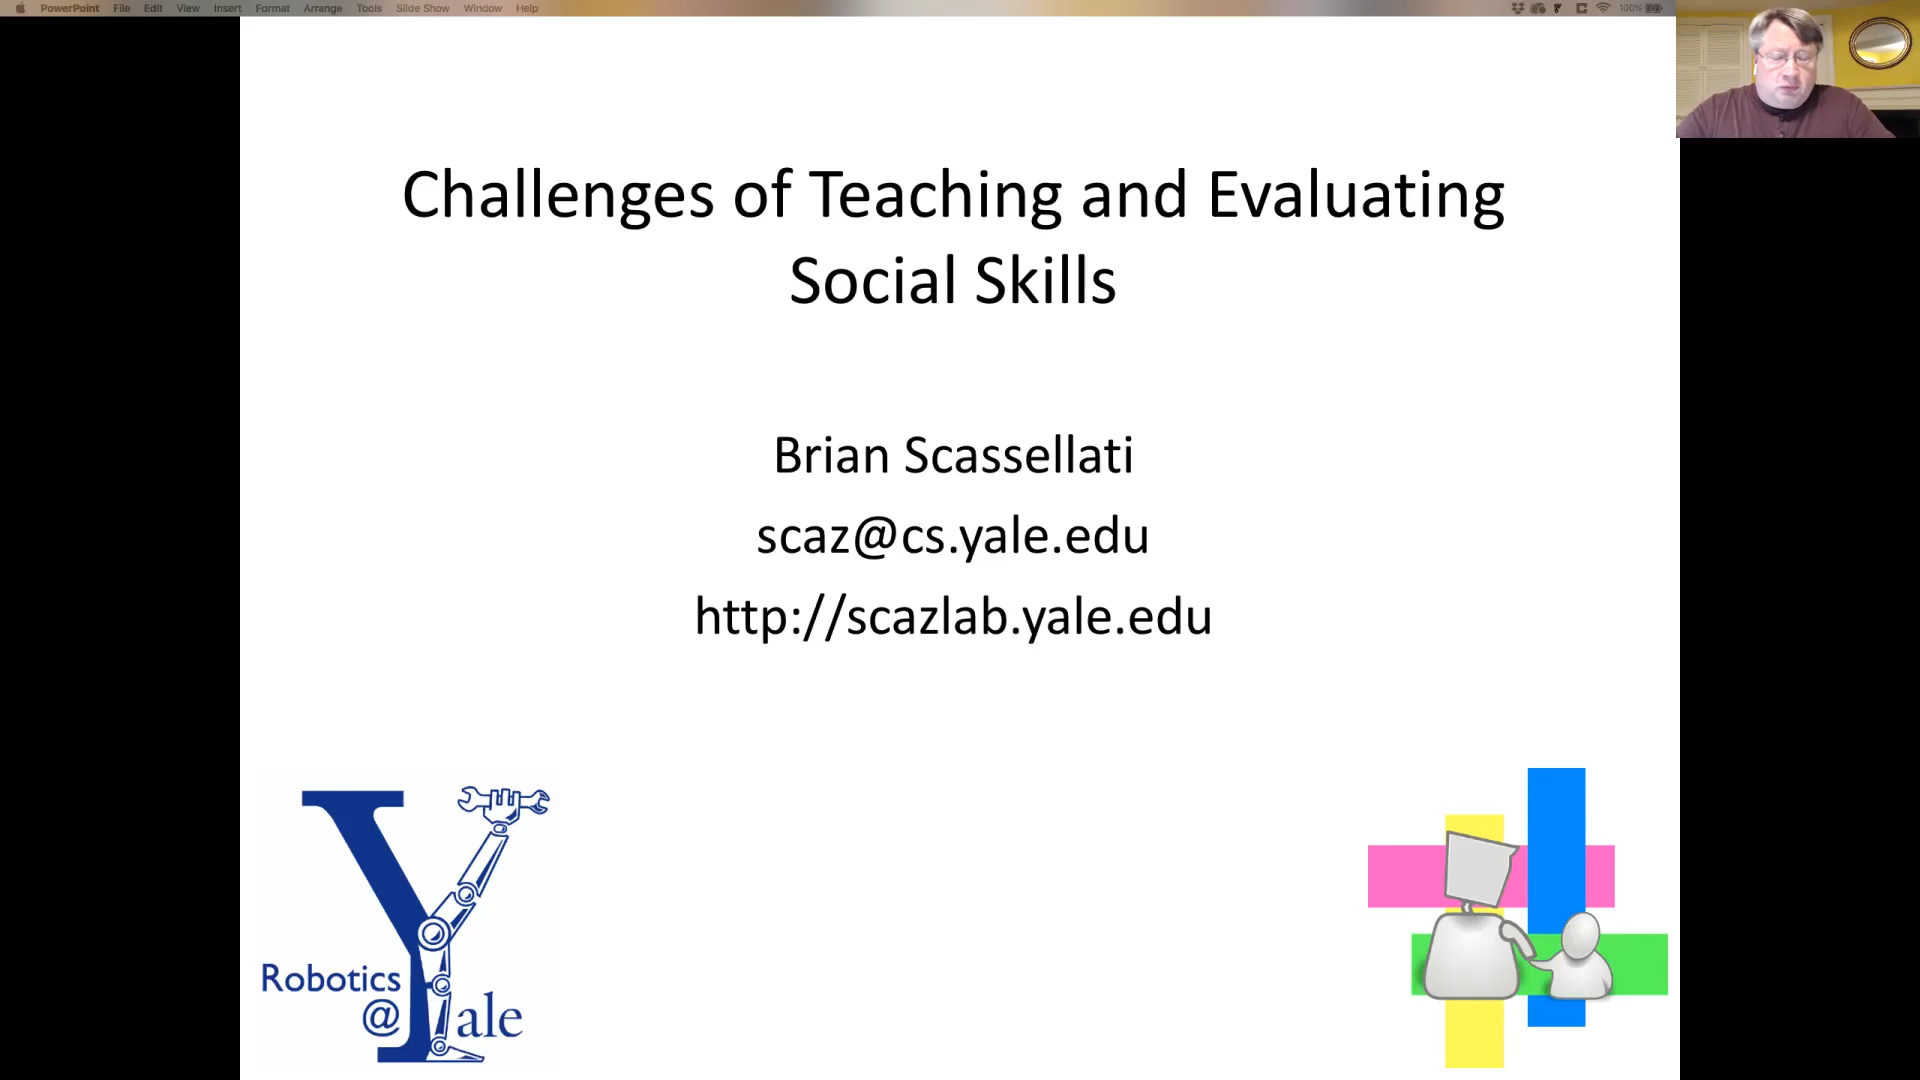 PowerPoint File Edit View Insert Format Arrange Tools Slide Show Window Help 100%
Challenges of Teaching and Evaluating
Social Skills
Brian Scassellati
scaz@cs.yale.edu
http://scazlab.yale.edu
Robotics
@Yale